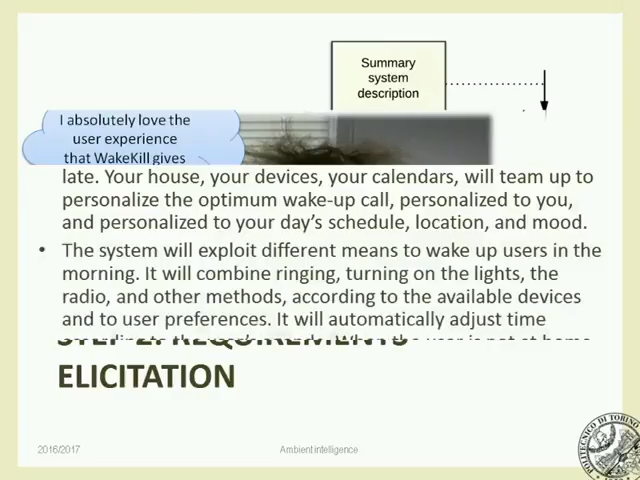 Summary
system
description
I absolutely love the
user experience
that WakeKill gives
late. Your house, your devices, your calendars, will team up to
personalize the optimum wake-up call, personalized to you,
and personalized to your day's schedule, location, and mood.
• The system will exploit different means to wake up users in the
morning. It will combine ringing, turning on the lights, the
radio, and other methods, according to the available devices
and to user preferences. It will automatically adjust time
ELICITATION
2016/2017
Ambient intelligence
POLITECNICO DI TORINO